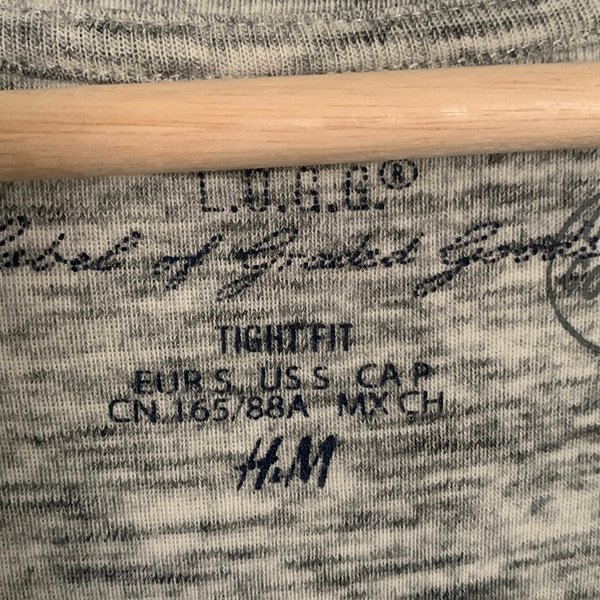 L.O.G.G.®
Label of Graded Goods
TIGHT FIT
EUR S US S CA P
CN 165/88A MX CH
H&M